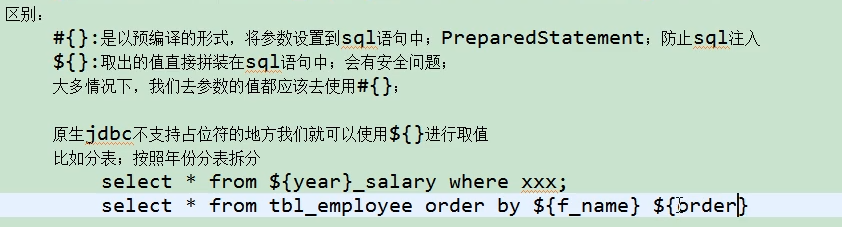 区别：
#{}:是以预编译的形式，将参数设置到sql语句中；PreparedStatement；防止sql注入
${}:取出的值直接拼装在sql语句中；会有安全问题；
大多情况下，我们去参数的值都应该去使用#{}；
原生jdbc不支持占位符的地方我们就可以使用${}进行取值
比如分表；按照年份分表拆分
select * from ${year}_salary where xxx;
select * from tbl_employee order by ${f_name} ${order}